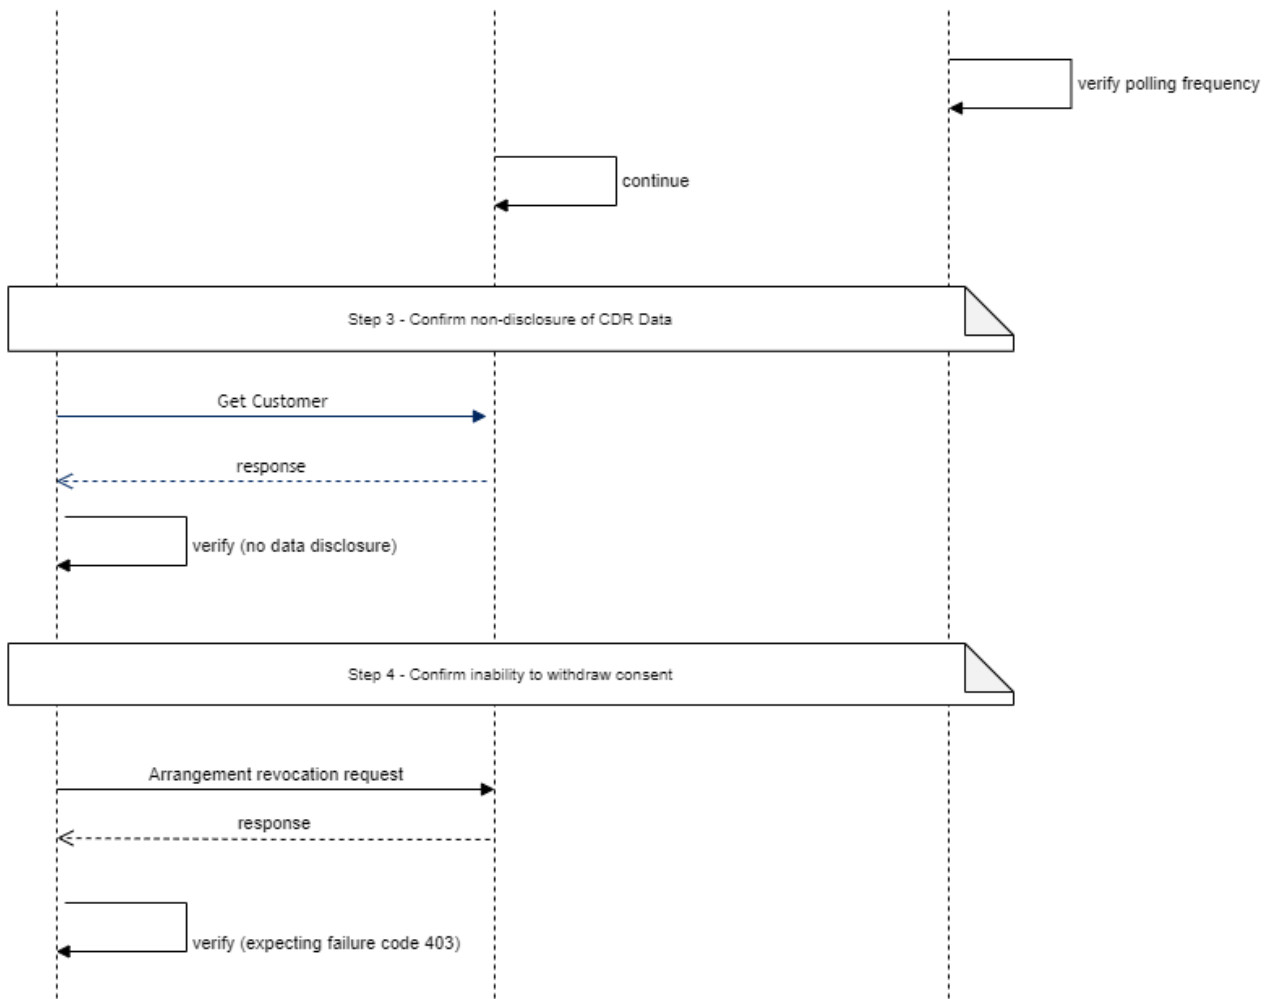 verify polling frequency
continue
Step 3 - Confirm non-disclosure of CDR Data
Get Customer
response
verify (no data disclosure)
Step 4 - Confirm inability to withdraw consent
Arrangement revocation request
response
verify (expecting failure code 403)